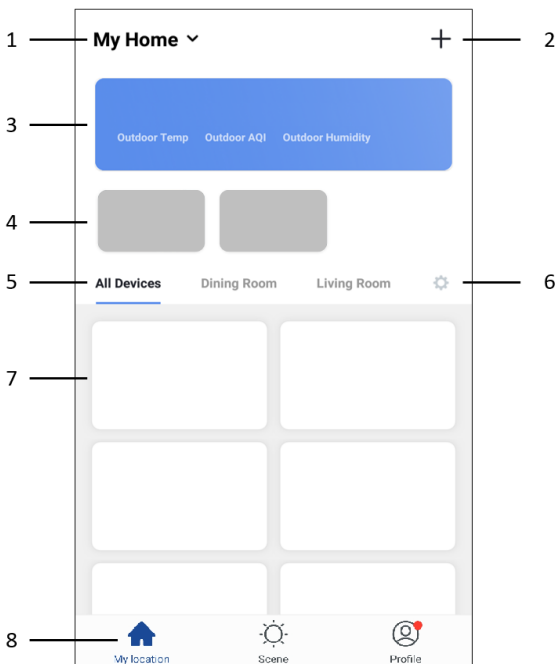 1 My Home 2
3 Outdoor Temp Outdoor AQI Outdoor Humidity
4
5 All Devices Dining Room Living Room 6
7
8
My location Scene Profile